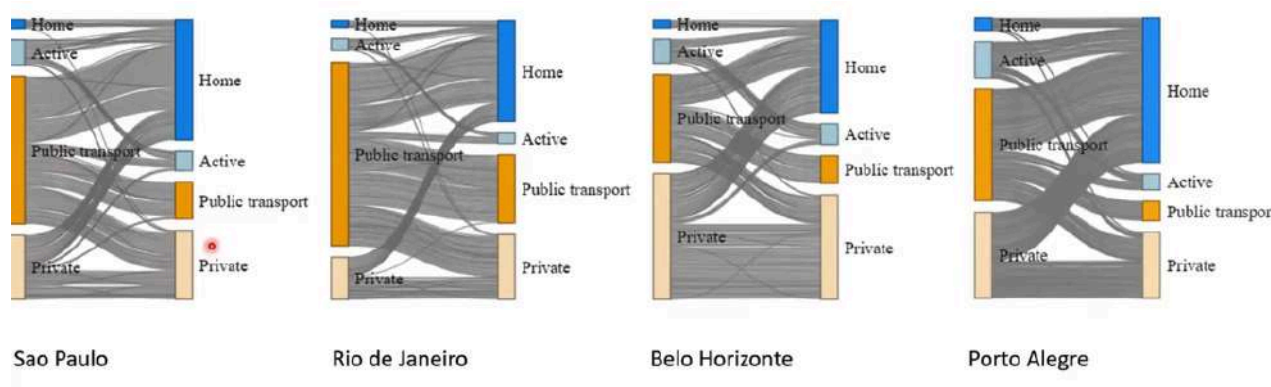 Home
Active
Public transport
Private
Home
Active
Public transport
Private
Sao Paulo
Home
Active
Public transport
Private
Home
Active
Public transport
Private
Rio de Janeiro
Home
Active
Public transport
Private
Home
Active
Public transport
Private
Belo Horizonte
Home
Active
Public transport
Private
Home
Active
Public transpor
Private
Porto Alegre